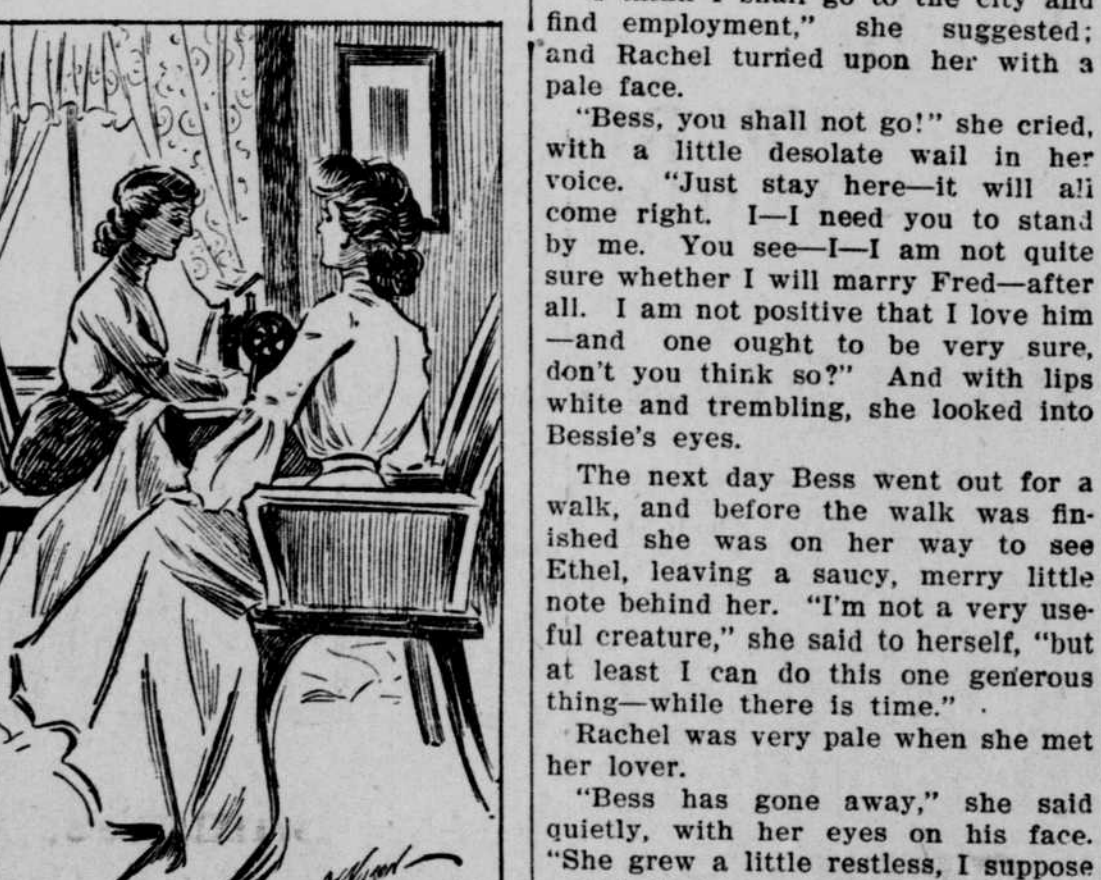 find employment," she suggested;
and Rachel turned upon her with a
pale face.
"Bess, you shall not go!" she cried,
with a little desolate wail in her
voice. "Just stay here—it will all
come right. I—I need you to stand
by me. You see—I—I am not quite
sure whether I will marry Fred—after
all. I am not positive that I love him
—and one ought to be very sure,
don't you think so?" And with lips
white and trembling, she looked into
Bessie's eyes.
The next day Bess went out for a
walk, and before the walk was fin-
ished she was on her way to see
Ethel, leaving a saucy, merry little
note behind her. "I'm not a very use-
ful creature," she said to herself, "but
at least I can do this one generous
thing—while there is time."
Rachel was very pale when she met
her lover.
"Bess has gone away," she said
quietly, with her eyes on his face.
"She grew a little restless, I suppose